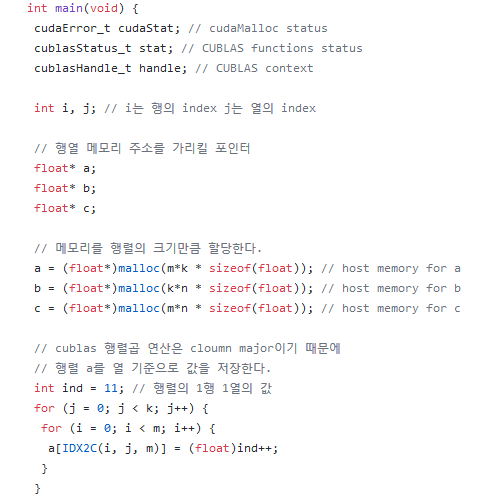 int main(void) {
cudaError_t cudaStat; // cudaMalloc status
cublasStatus_t stat; // CUBLAS functions status
cublasHandle_t handle; // CUBLAS context
int i, j; // i는 행의 index j는 열의 index
// 행열 메모리 주소를 가리킬 포인터
float* a;
float* b;
float* c;
// 메모리를 행렬의 크기만큼 할당한다.
a = (float*)malloc(m*k * sizeof(float)); // host memory for a
b = (float*)malloc(k*n * sizeof(float)); // host memory for b
c = (float*)malloc(m*n * sizeof(float)); // host memory for c
// cublas 행렬곱 연산은 cloumn major이기 때문에
// 행렬 a를 열 기준으로 값을 저장한다.
int ind = 11; // 행렬의 1행 1열의 값
for (j = 0; j < k; j++) {
for (i = 0; i < m; i++) {
a[IDX2C(i, j, m)] = (float)ind++;
}
}